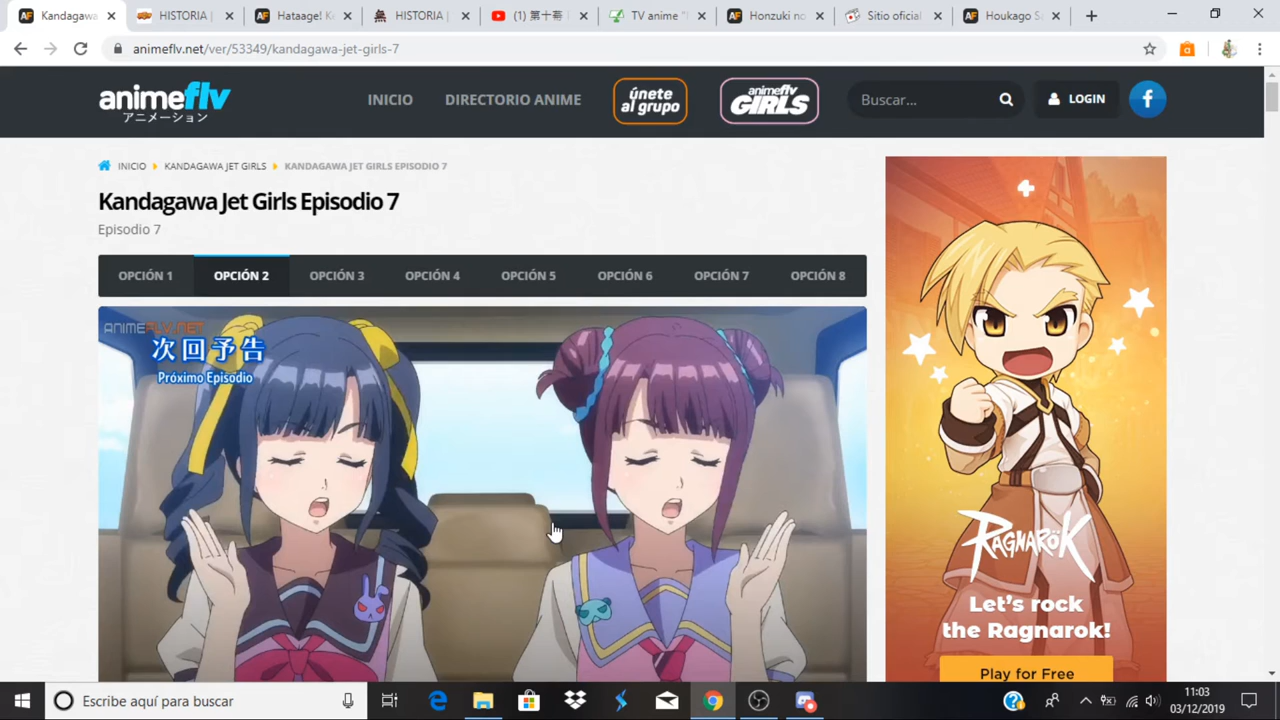 Kandagawa
HISTORIA |
Hataage! Ke
HISTORIA |
(1) 第十
TV anime "
Honzuki no
Sitio oficial
Houkago Sa
animeflv.net/ver/53349/kandagawa-jet-girls-7
animeflv
アニメーション
INICIO
DIRECTORIO ANIME
únete
al grupo
animeflv
GIRLS
Buscar...
LOGIN
INICIO
KANDAGAWA JET GIRLS
KANDAGAWA JET GIRLS EPISODIO 7
Kandagawa Jet Girls Episodio 7
Episodio 7
OPCIÓN 1
OPCIÓN 2
OPCIÓN 3
OPCIÓN 4
OPCIÓN 5
OPCIÓN 6
OPCIÓN 7
OPCIÓN 8
ANIMEFLV.NET
次回予告
Próximo Episodio
RAGNARÖK
Let's rock
the Ragnarok!
Play for Free
Escribe aquí para buscar
11:03
03/12/2019